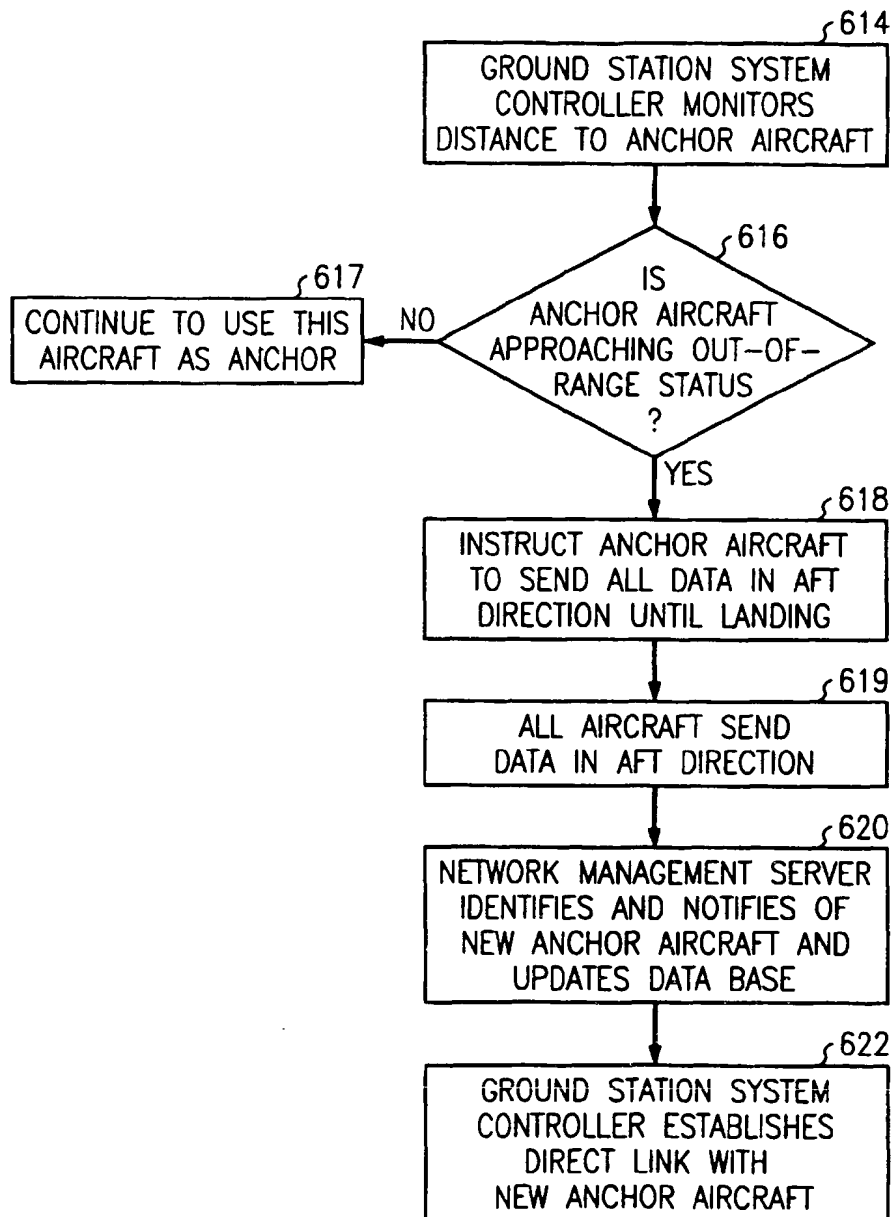 614
GROUND STATION SYSTEM
CONTROLLER MONITORS
DISTANCE TO ANCHOR AIRCRAFT
616
IS
ANCHOR AIRCRAFT
APPROACHING OUT-OF-
RANGE STATUS
?
NO
617
CONTINUE TO USE THIS
AIRCRAFT AS ANCHOR
YES
618
INSTRUCT ANCHOR AIRCRAFT
TO SEND ALL DATA IN AFT
DIRECTION UNTIL LANDING
619
ALL AIRCRAFT SEND
DATA IN AFT DIRECTION
620
NETWORK MANAGEMENT SERVER
IDENTIFIES AND NOTIFIES OF
NEW ANCHOR AIRCRAFT AND
UPDATES DATA BASE
622
GROUND STATION SYSTEM
CONTROLLER ESTABLISHES
DIRECT LINK WITH
NEW ANCHOR AIRCRAFT